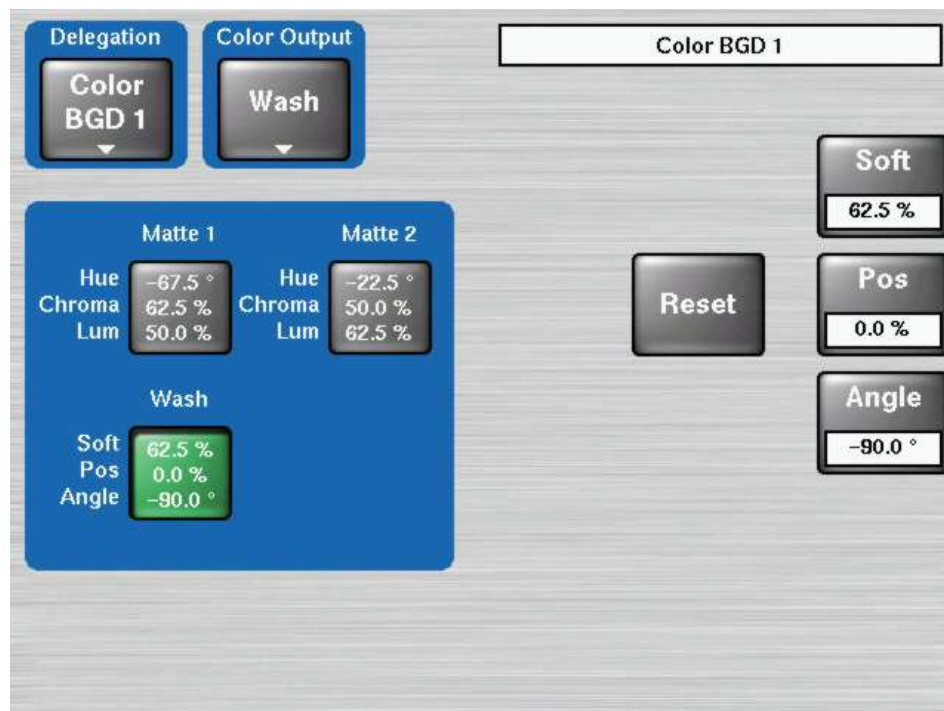 Delegation
Color Output
Color BGD 1
Color
BGD 1
Wash
Soft
62.5 %
Matte 1
Matte 2
Hue
Chroma
Lum
−67.5 °
62.5 %
50.0 %
Hue
Chroma
Lum
−22.5 °
50.0 %
62.5 %
Reset
Pos
0.0 %
Wash
Soft
Pos
Angle
62.5 %
0.0 %
−90.0 °
Angle
−90.0 °